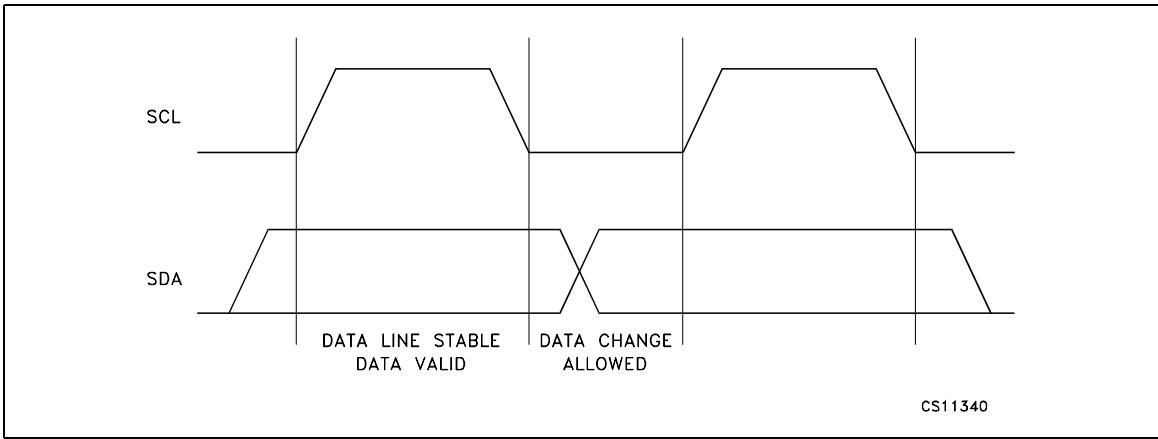 SCL
SDA
DATA LINE STABLE
DATA VALID
DATA CHANGE
ALLOWED
CS11340